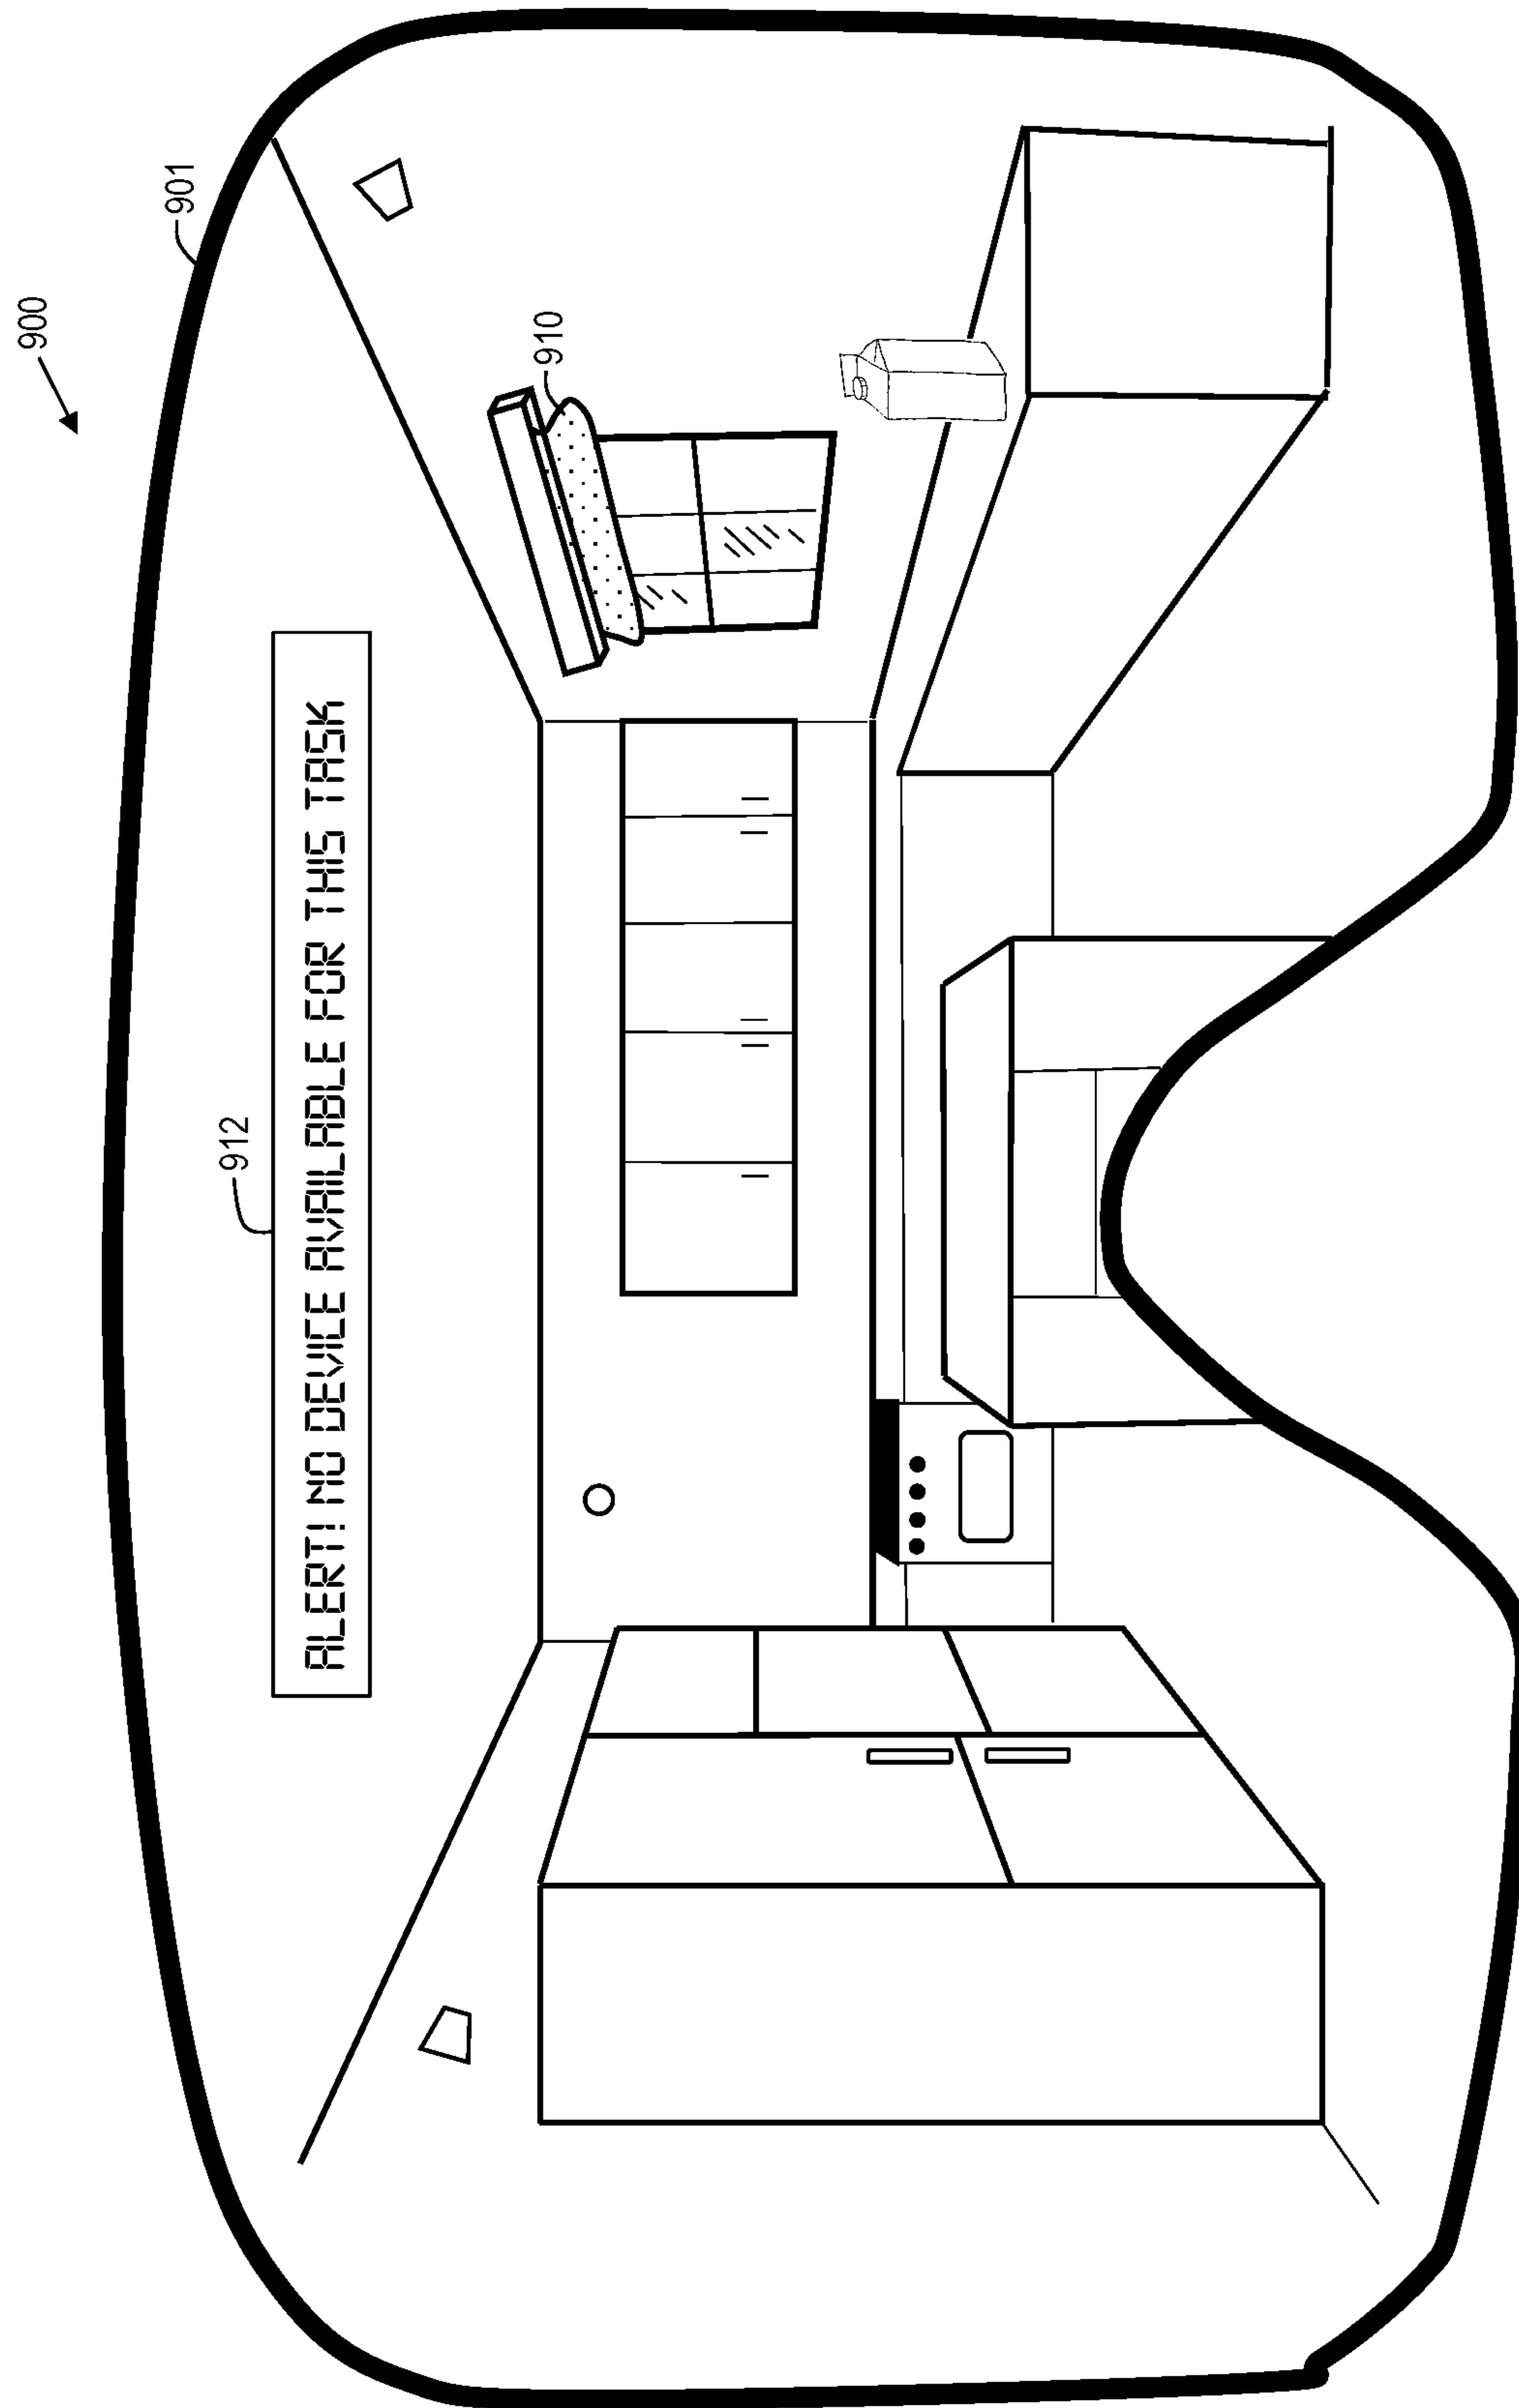 900
901
912
ALERT! NO DEVICE AVAILABLE FOR THIS TASK
910